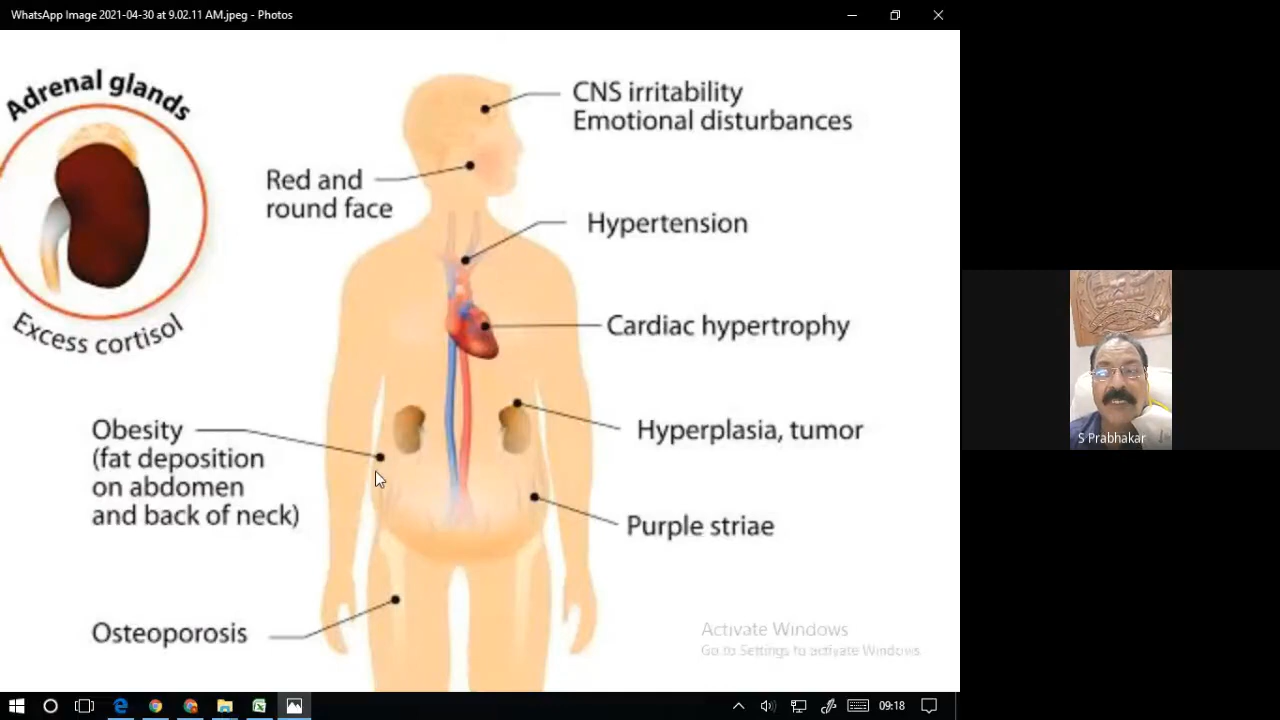 WhatsApp Image 2021-04-30 at 9.02.11 AM.jpeg - Photos
Adrenal glands
Excess cortisol
CNS irritability
Emotional disturbances
Red and
round face
Hypertension
Cardiac hypertrophy
Obesity
(fat deposition
on abdomen
and back of neck)
Hyperplasia, tumor
Purple striae
Osteoporosis
Activate Windows
Go to Settings to activate Windows.
S Prabhakar
09:18